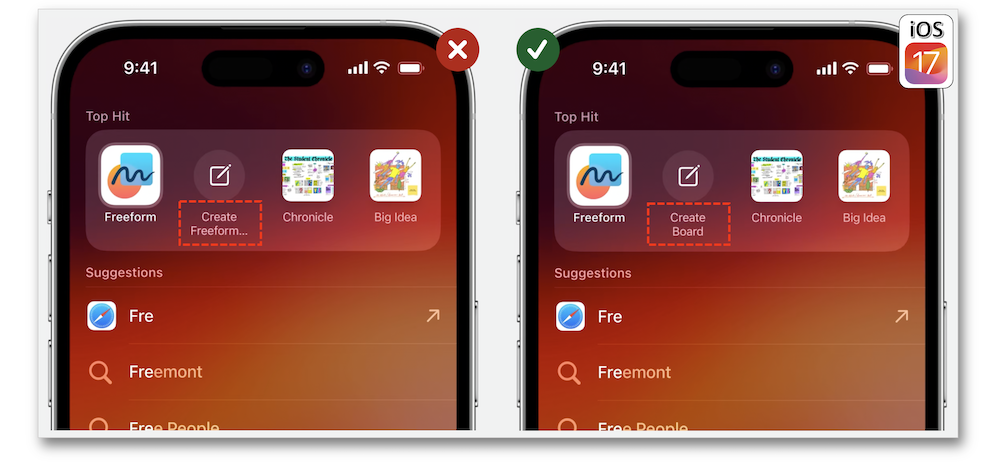 iOS
17
9:41
Top Hit
Freeform
Create
Freeform...
The Student Chronicle
Chronicle
Big Idea
Suggestions
Fre
Freemont
Free People
9:41
Top Hit
Freeform
Create
Board
The Student Chronicle
Chronicle
Big Idea
Suggestions
Fre
Freemont
Free People